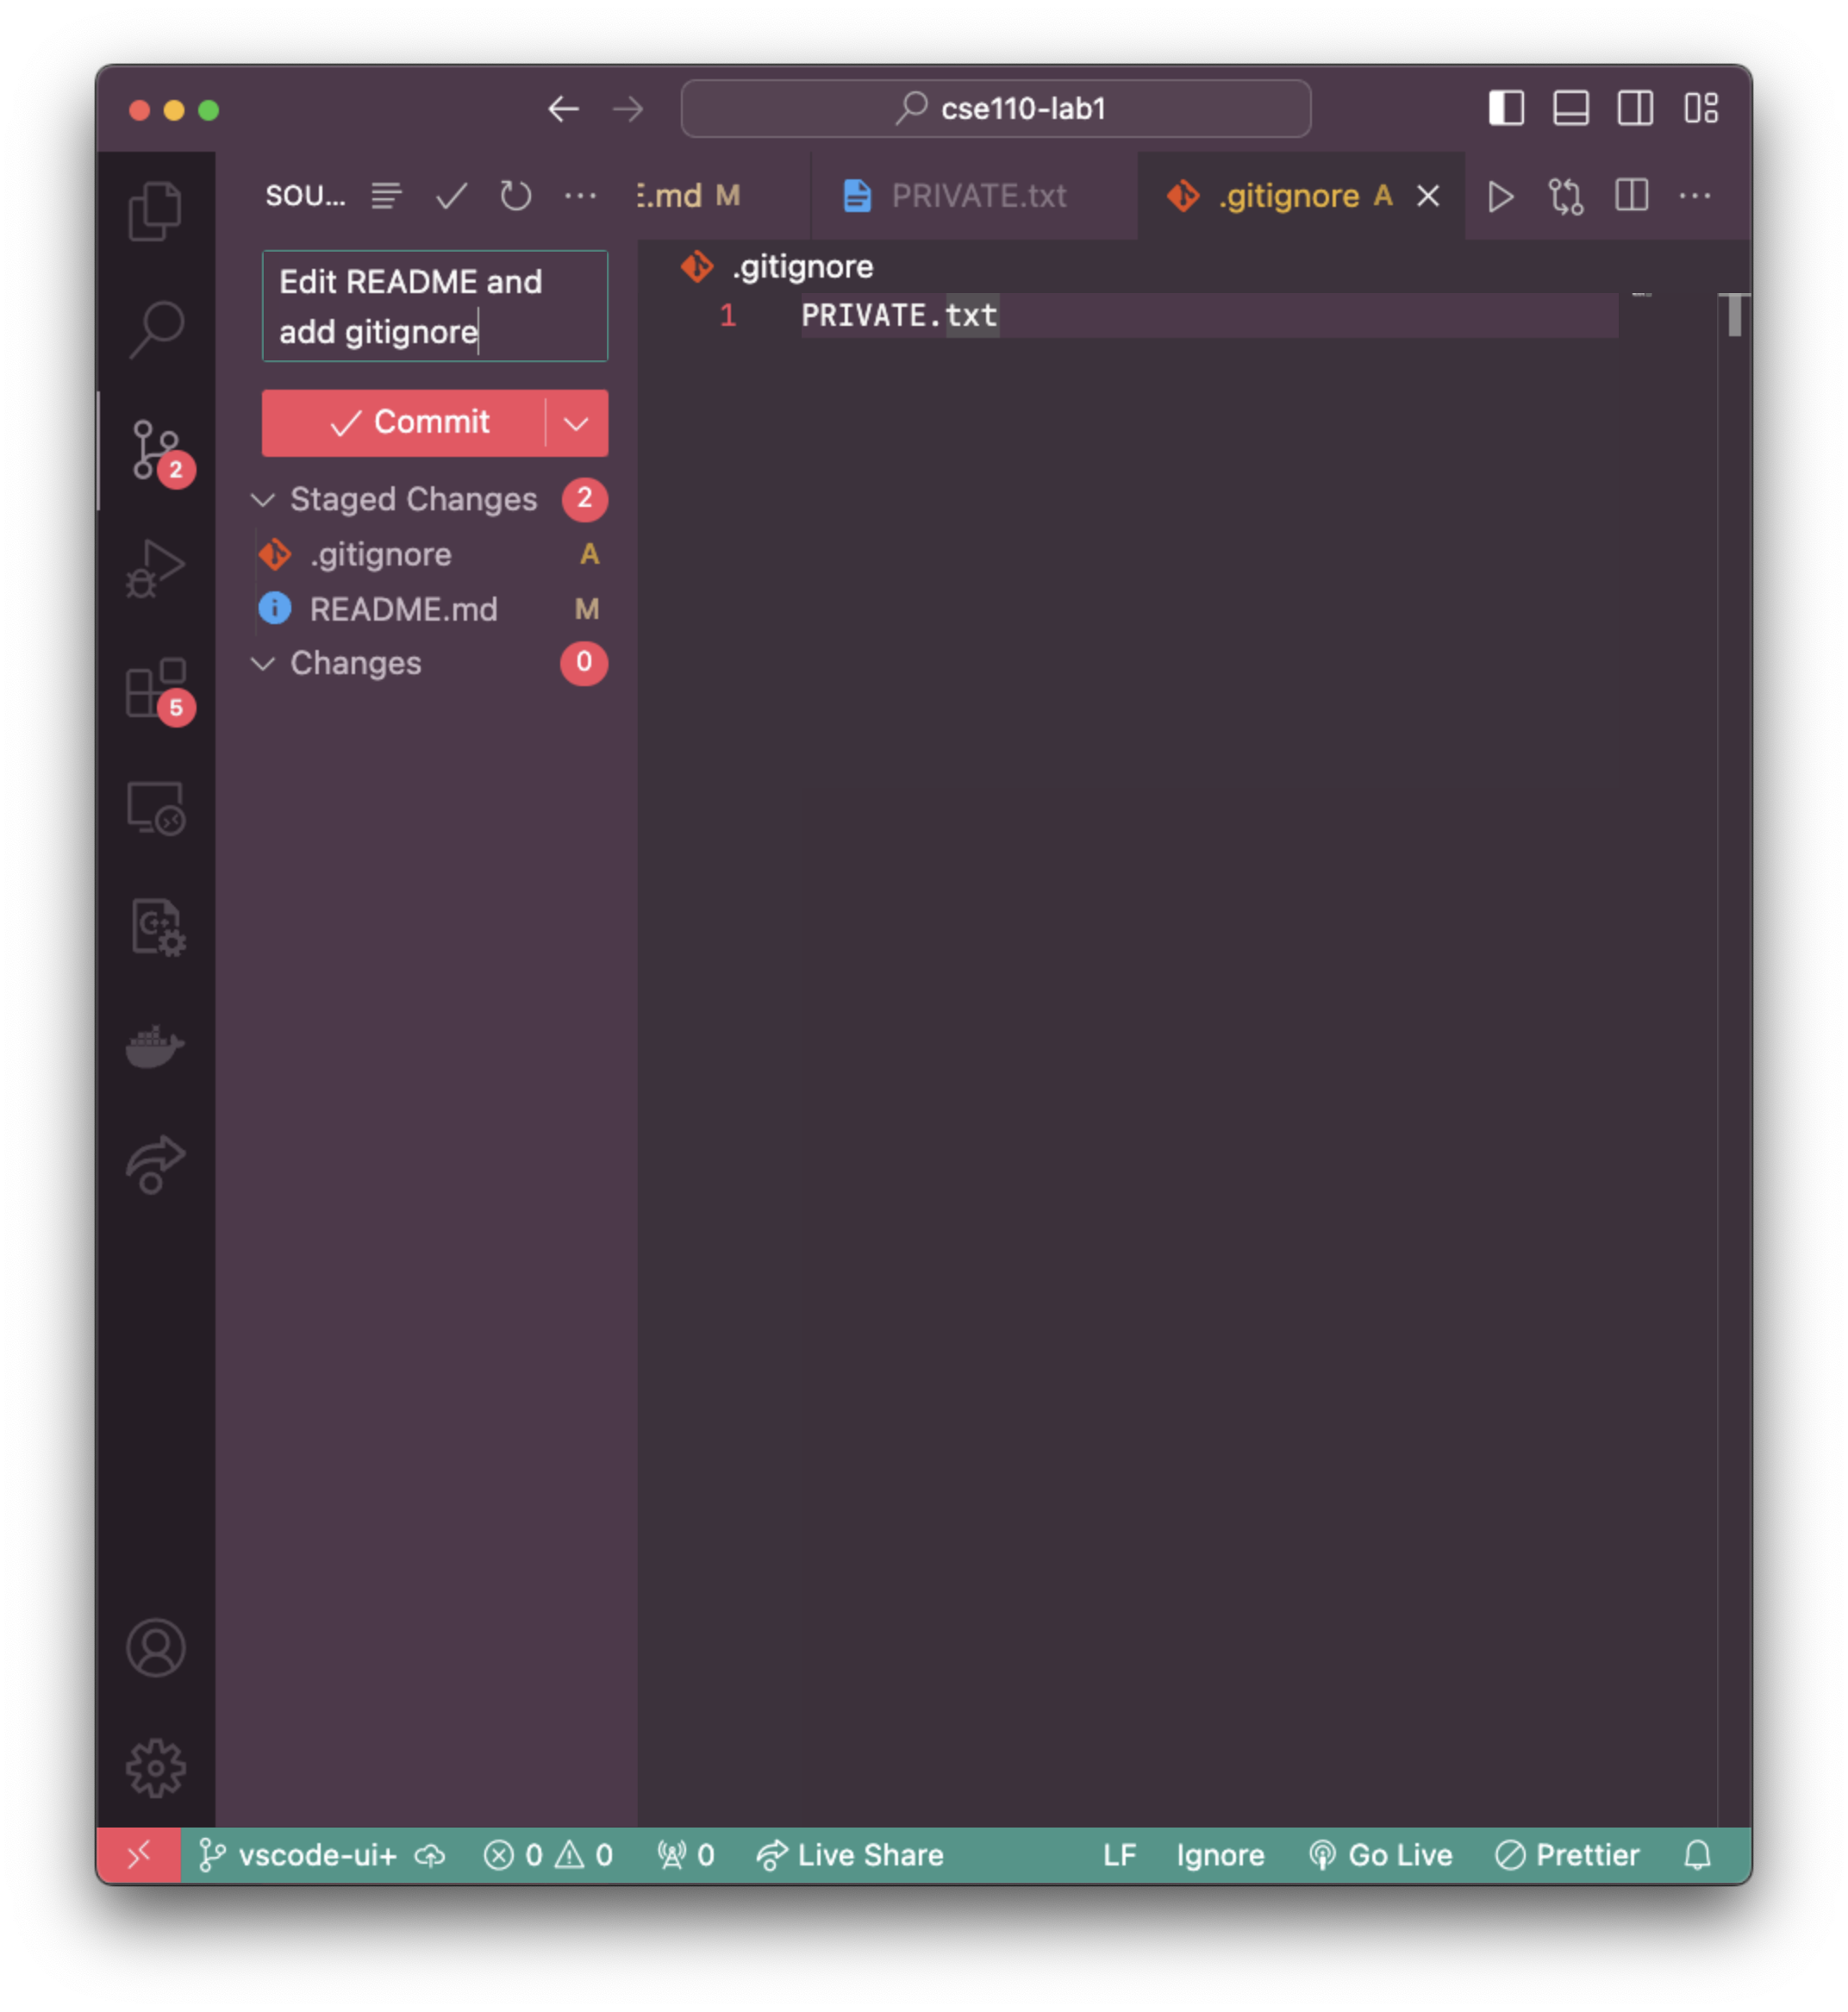 cse110-lab1
SOU...
E.md M
PRIVATE.txt
.gitignore A
Edit README and
add gitignore
Commit
Staged Changes 2
.gitignore A
README.md M
Changes 0
.gitignore
1 PRIVATE.txt
2
5
C++
vscode-ui+ 0 0 0 Live Share LF Ignore Go Live Prettier